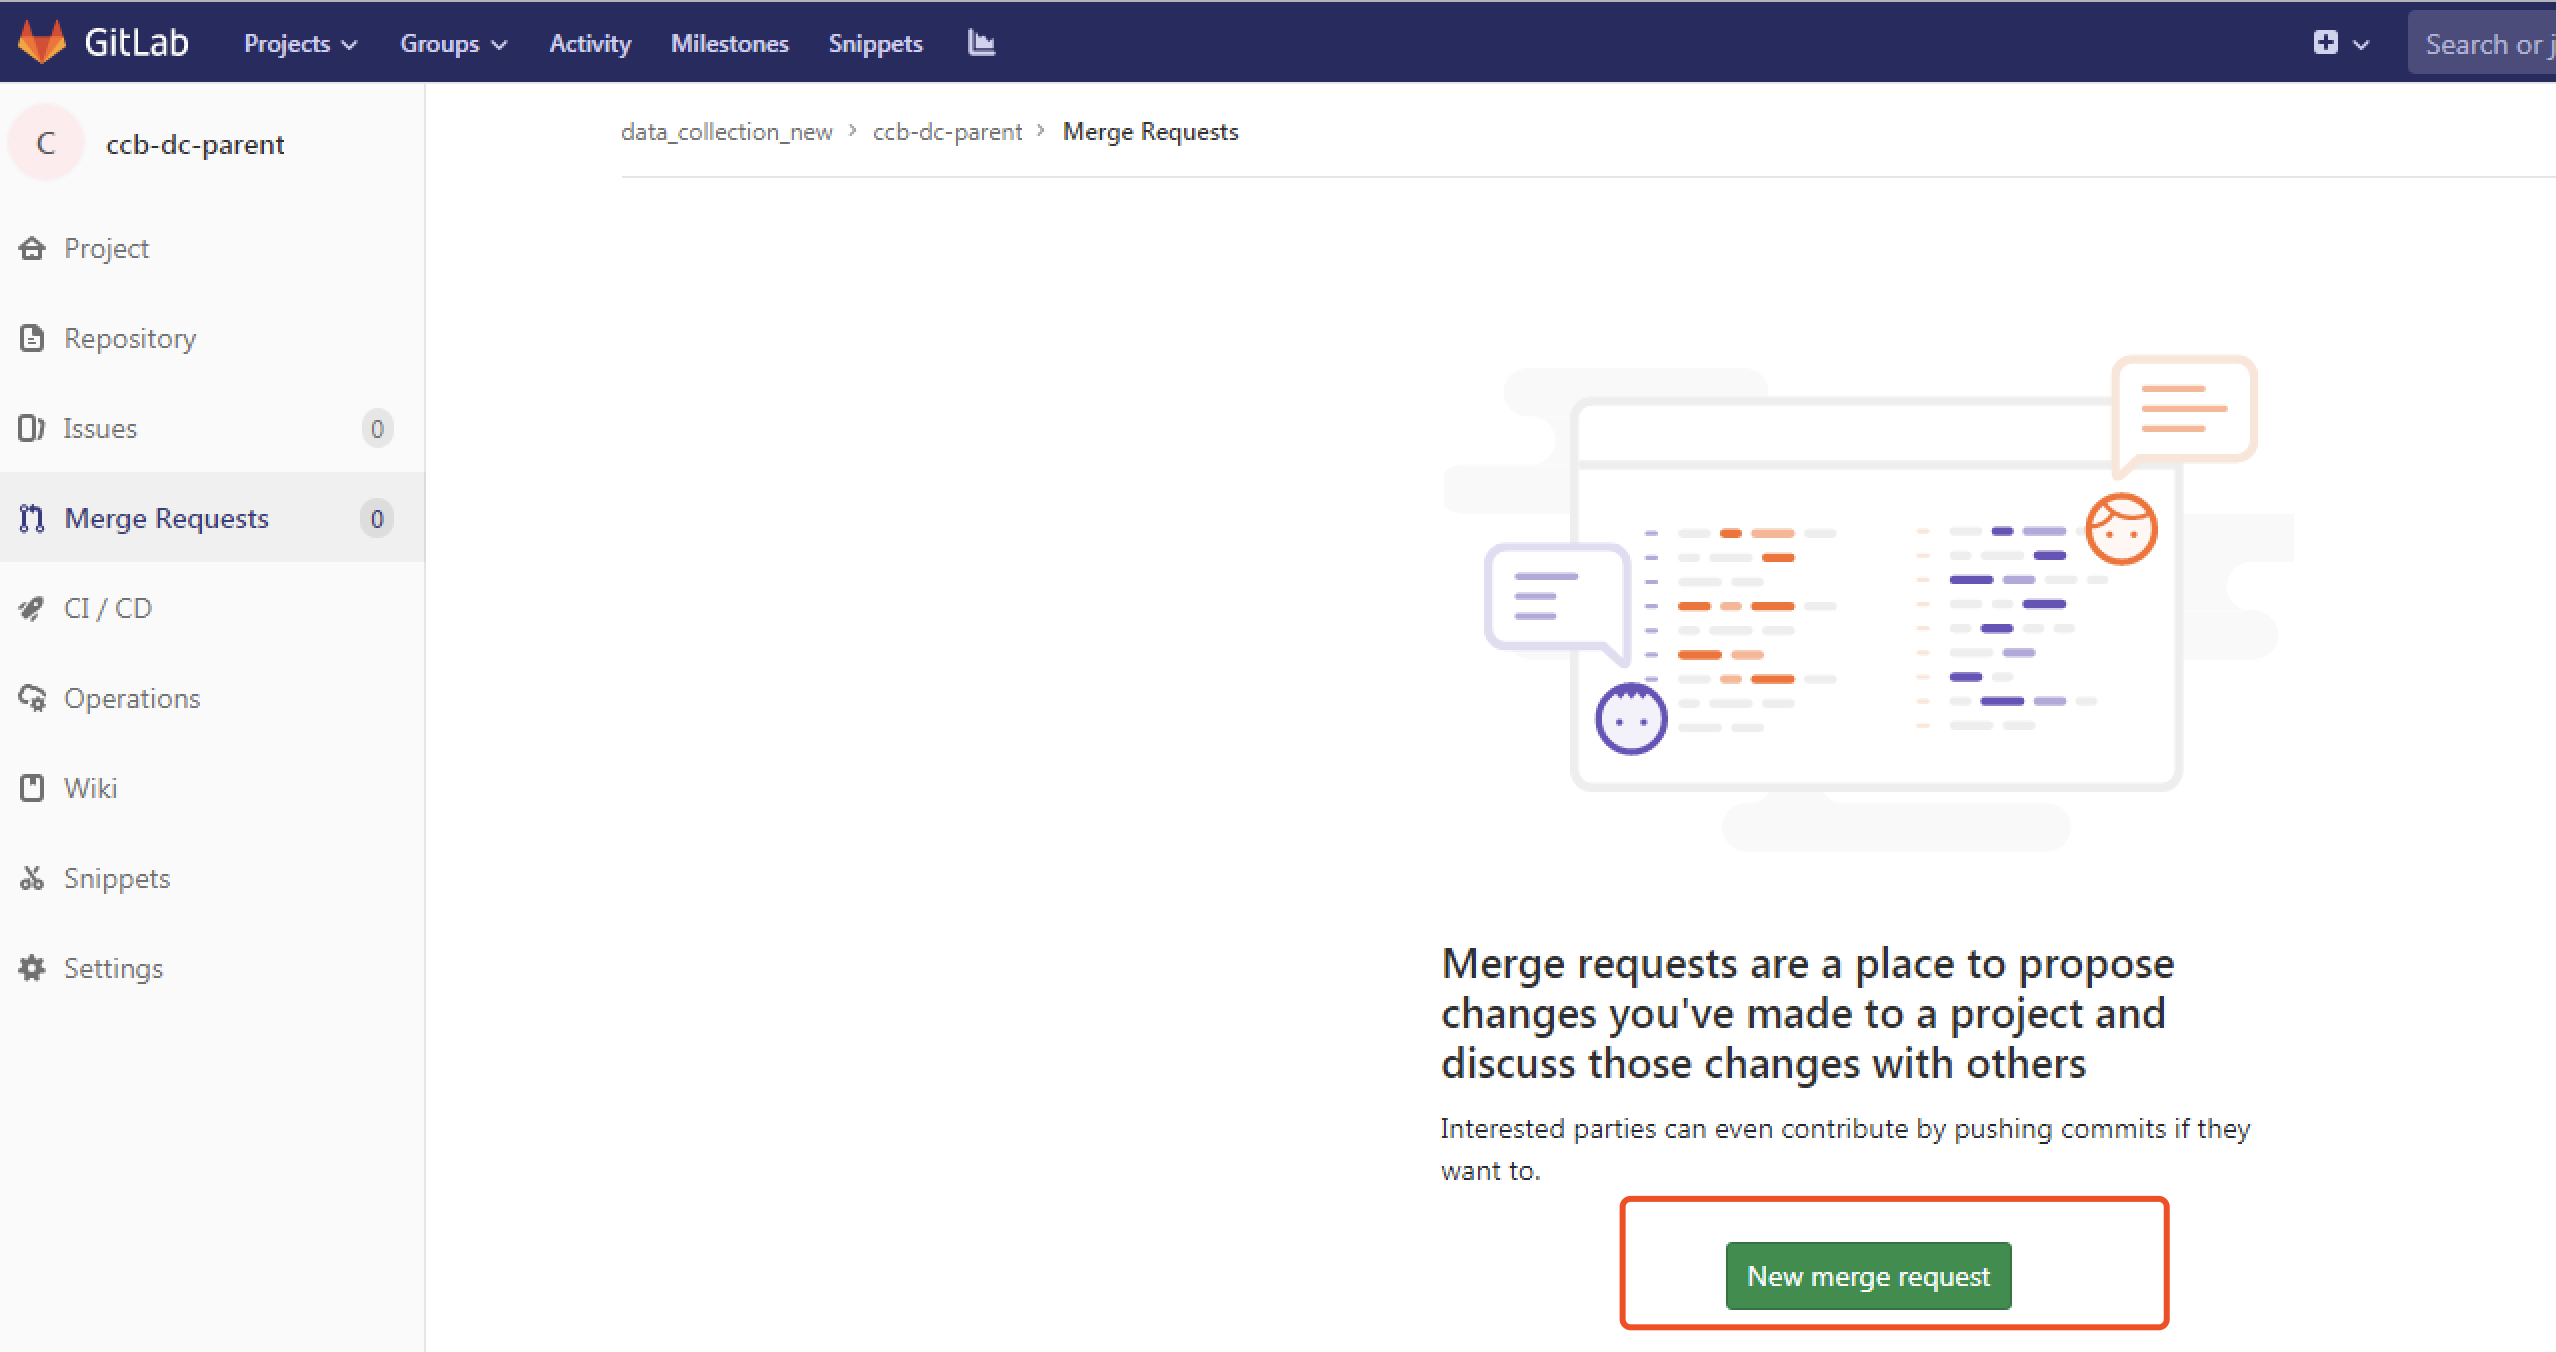 GitLab Projects Groups Activity Milestones Snippets Search or j
C ccb-dc-parent
data_collection_new > ccb-dc-parent > Merge Requests
Project
Repository
Issues 0
Merge Requests 0
CI / CD
Operations
Wiki
Snippets
Settings
Merge requests are a place to propose
changes you've made to a project and
discuss those changes with others
Interested parties can even contribute by pushing commits if they
want to.
New merge request